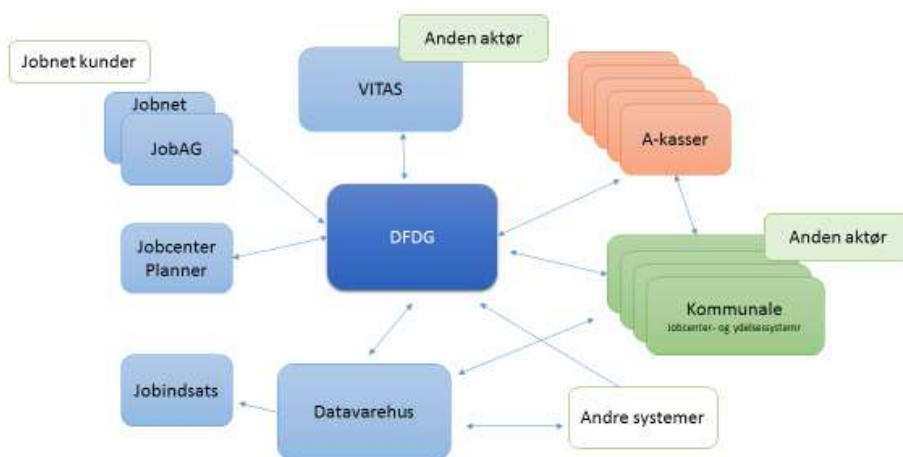 Anden aktør
Jobnet kunder
VITAS
Jobnet
JobAG
A-kasser
DFDG
Anden aktør
Jobcenter
Planner
Kommunale
Jobcenter- og ydelsessystemr
Jobindsats
Datavarehus
Andre systemer